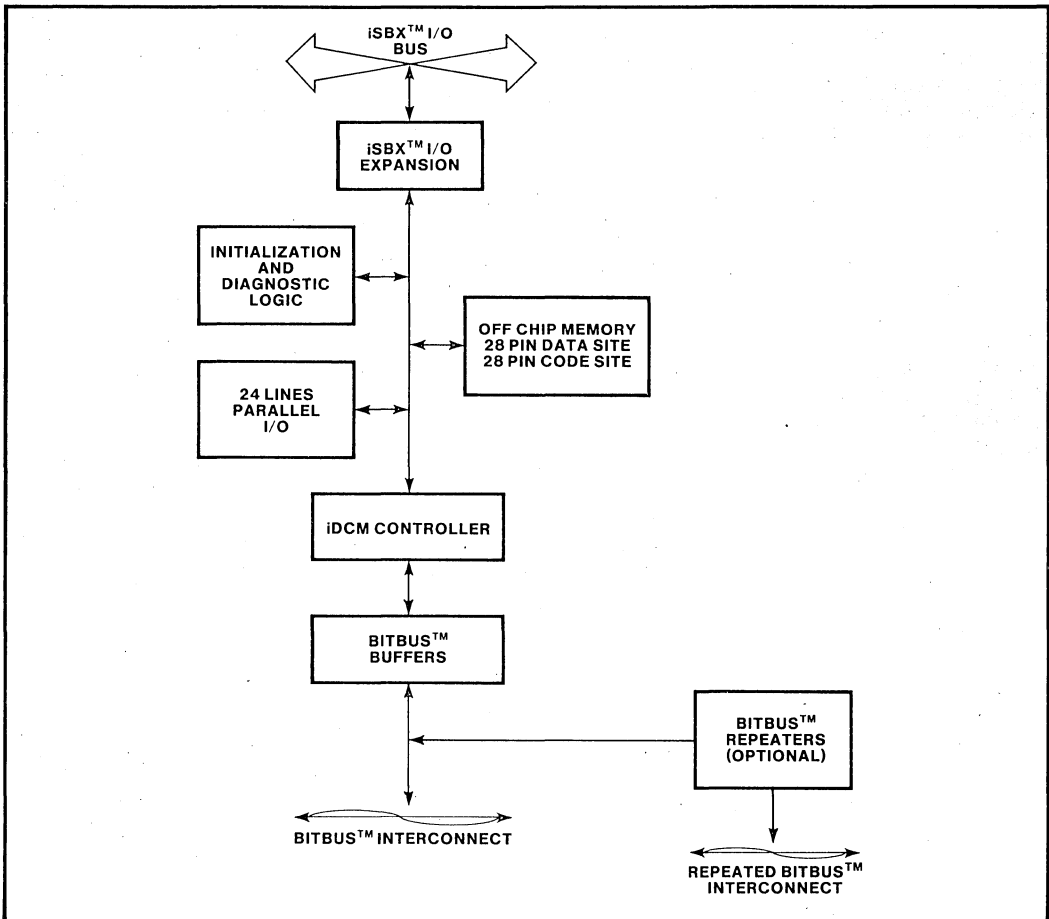 iSBX™ I/O
BUS
iSBX™ I/O
EXPANSION
INITIALIZATION
AND
DIAGNOSTIC
LOGIC
OFF CHIP MEMORY
28 PIN DATA SITE
28 PIN CODE SITE
24 LINES
PARALLEL
I/O
iDCM CONTROLLER
BITBUS™
BUFFERS
BITBUS™
REPEATERS
(OPTIONAL)
BITBUS™ INTERCONNECT
REPEATED BITBUS™
INTERCONNECT